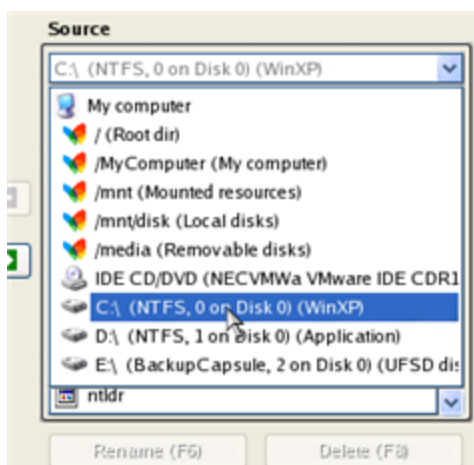 Source
C:\ (NTFS, 0 on Disk 0) (WinXP)
My computer
/ (Root dir)
/MyComputer (My computer)
/mnt (Mounted resources)
/mnt/disk (Local disks)
/media (Removable disks)
IDE CD/DVD (NECVMWa VMware IDE CDR1
C:\ (NTFS, 0 on Disk 0) (WinXP)
D:\ (NTFS, 1 on Disk 0) (Application)
E:\ (BackupCapsule, 2 on Disk 0) (UFSD dis
ntldr
Rename (F6) Delete (F8)